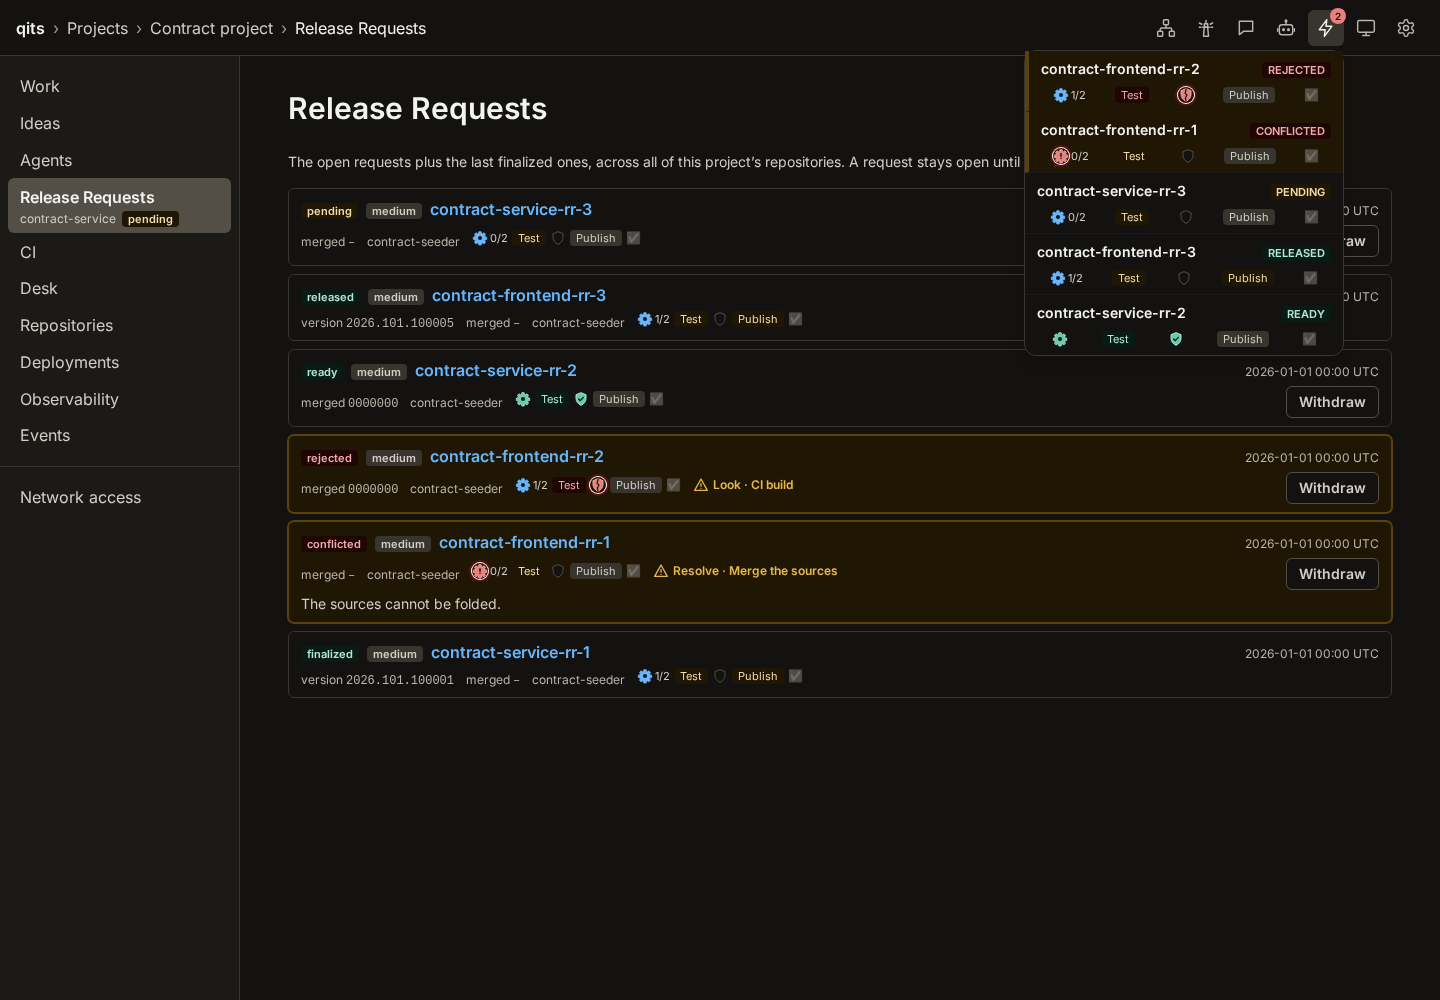 qits › Projects › Contract project › Release Requests
2
Work
Ideas
Agents
Release Requests
contract-service pending
CI
Desk
Repositories
Deployments
Observability
Events
Network access
Release Requests
The open requests plus the last finalized ones, across all of this project’s repositories. A request stays open until
pending medium contract-service-rr-3
merged – contract-seeder 0/2 Test Publish
released medium contract-frontend-rr-3
version 2026.101.100005 merged – contract-seeder 1/2 Test Publish
ready medium contract-service-rr-2 2026-01-01 00:00 UTC
merged 0000000 contract-seeder Test Publish Withdraw
rejected medium contract-frontend-rr-2 2026-01-01 00:00 UTC
merged 0000000 contract-seeder 1/2 Test Publish Look · CI build Withdraw
conflicted medium contract-frontend-rr-1 2026-01-01 00:00 UTC
merged – contract-seeder 0/2 Test Publish Resolve · Merge the sources Withdraw
The sources cannot be folded.
finalized medium contract-service-rr-1 2026-01-01 00:00 UTC
version 2026.101.100001 merged – contract-seeder 1/2 Test Publish
contract-frontend-rr-2 REJECTED
1/2 Test Publish
contract-frontend-rr-1 CONFLICTED
0/2 Test Publish
contract-service-rr-3 PENDING
0/2 Test Publish
contract-frontend-rr-3 RELEASED
1/2 Test Publish
contract-service-rr-2 READY
Test Publish